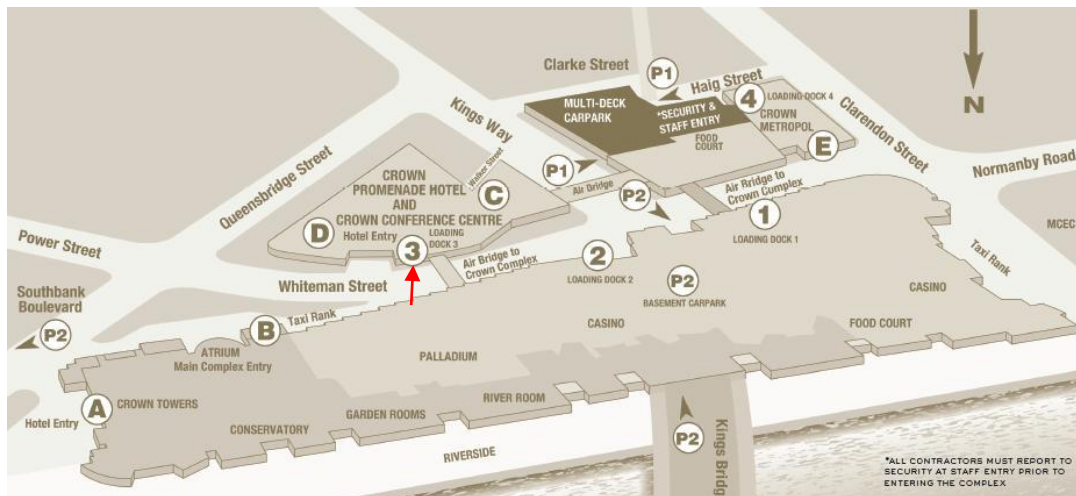 Clarke Street
P1
Haig Street
4
LOADING DOCK 4
MULTI-DECK
CARPARK
*SECURITY &
STAFF ENTRY
FOOD
COURT
CROWN
METROPOL
E
N
Clarendon Street
Normanby Road
Kings Way
Queensbridge Street
Power Street
P1
Walker Street
CROWN
PROMENADE HOTEL
AND
CROWN CONFERENCE CENTRE
C
D
Hotel Entry
3
LOADING
DOCK 3
Air Bridge
P2
Air Bridge to
Crown Complex
1
LOADING DOCK 1
MCEC
Taxi Rank
Air Bridge to
Crown Complex
2
LOADING DOCK 2
P2
BASEMENT CARPARK
Whiteman Street
Southbank
Boulevard
P2
Taxi Rank
B
ATRIUM
Main Complex Entry
PALLADIUM
CASINO
CASINO
FOOD COURT
A
Hotel Entry
CROWN TOWERS
CONSERVATORY
GARDEN ROOMS
RIVER ROOM
RIVERSIDE
P2
Kings Bridg
*ALL CONTRACTORS MUST REPORT TO
SECURITY AT STAFF ENTRY PRIOR TO
ENTERING THE COMPLEX